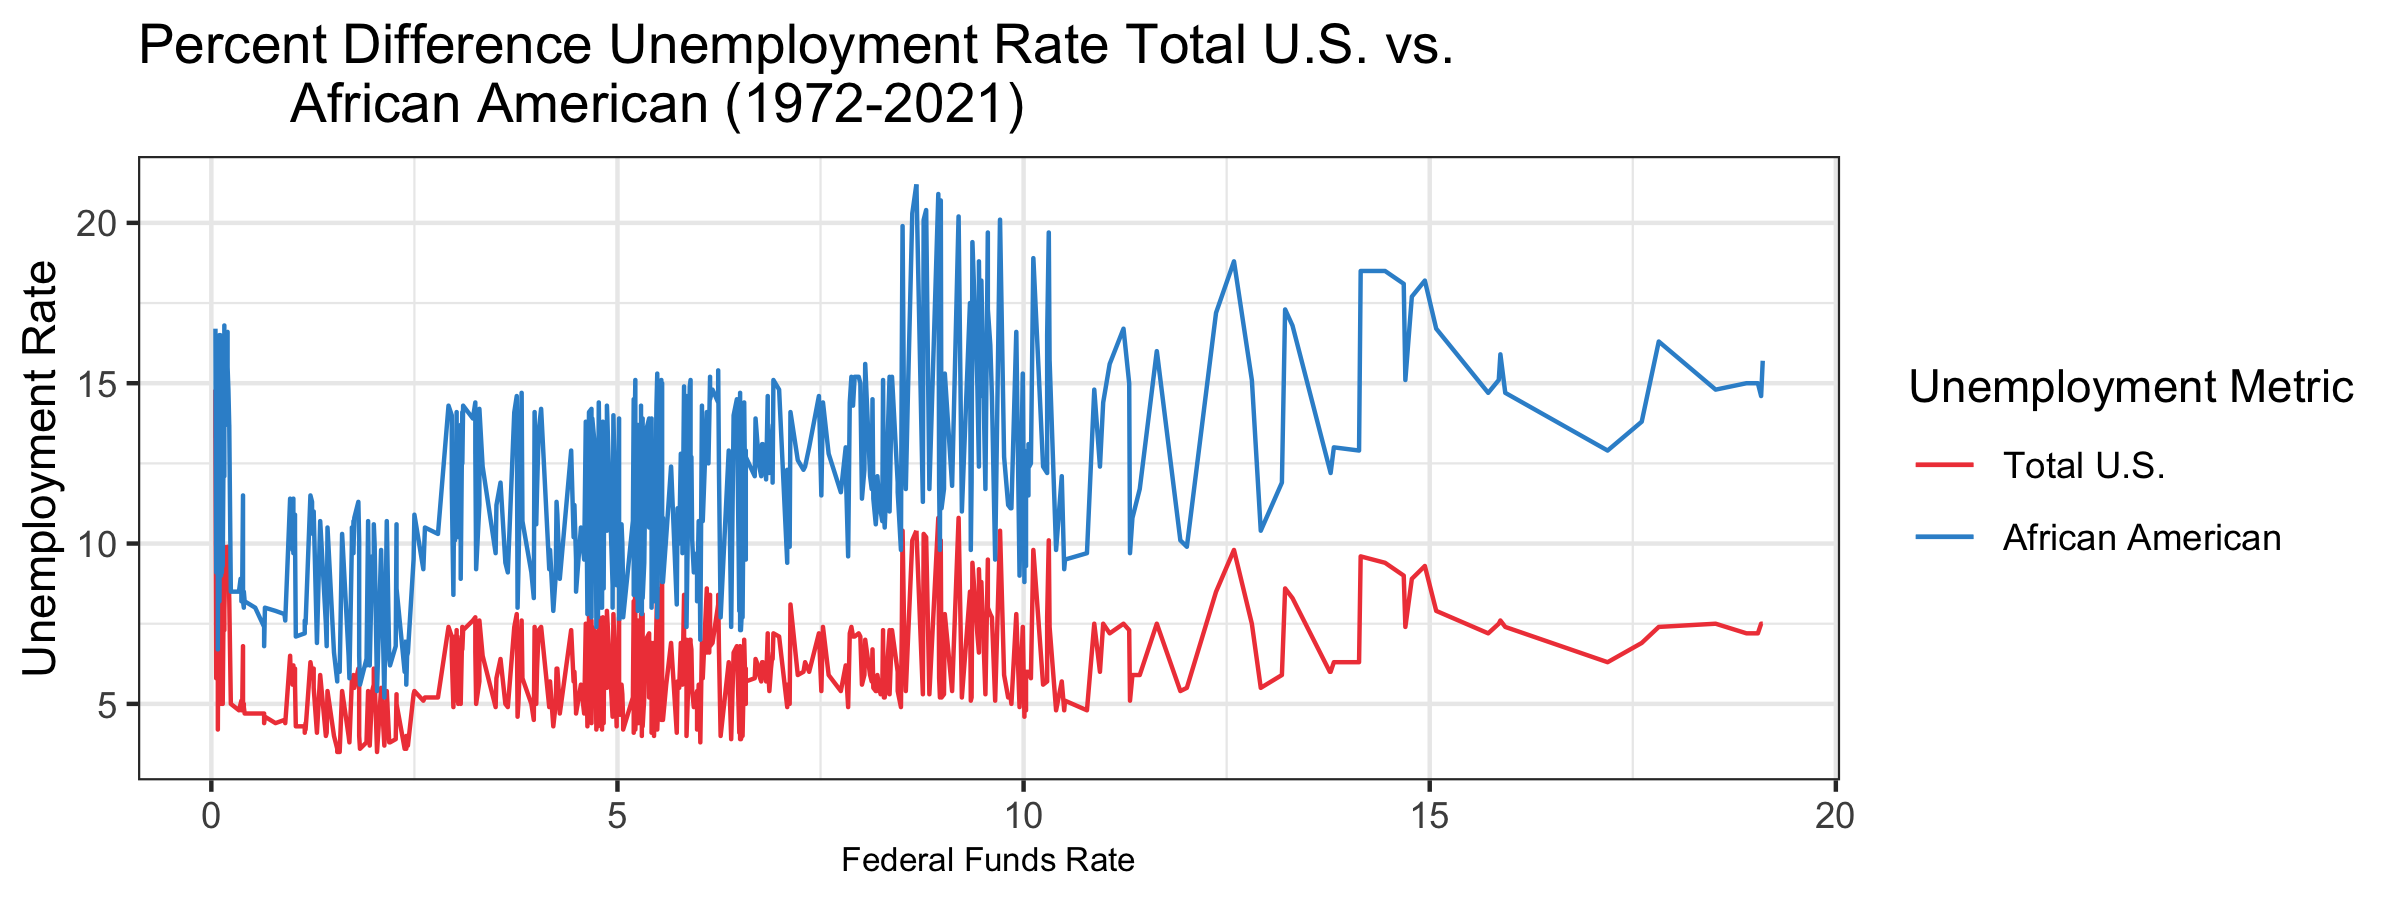 Percent Difference Unemployment Rate Total U.S. vs.
African American (1972-2021)
Unemployment Rate
20
15
10
5
0 5 10 15 20
Federal Funds Rate
Unemployment Metric
Total U.S.
African American